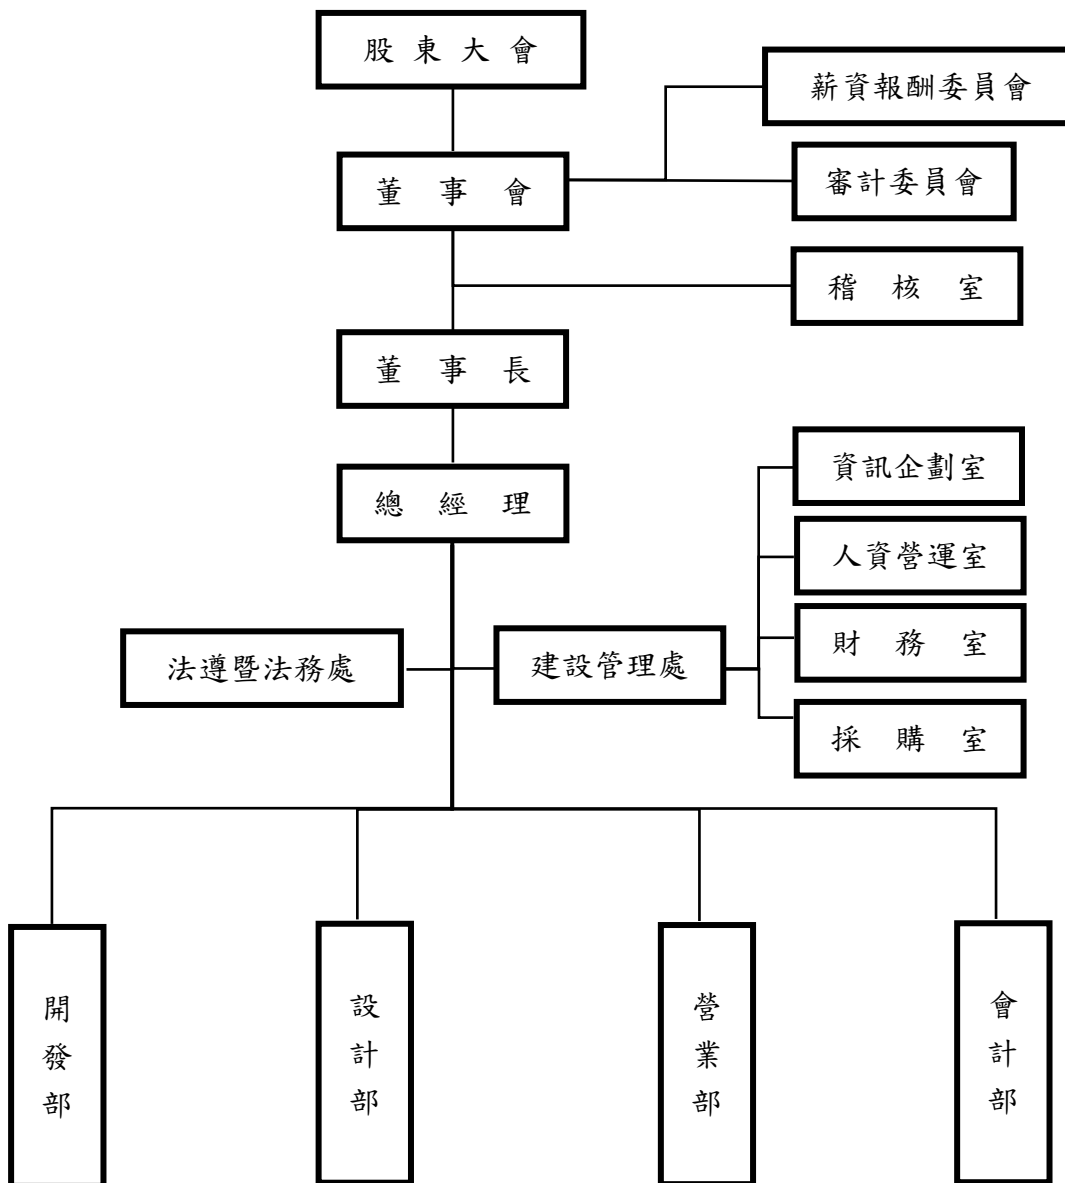 股東大會
薪資報酬委員會
董事會
審計委員會
稽核室
董事長
資訊企劃室
總經理
人資營運室
財務室
法遵暨法務處
建設管理處
採購室
開發部
設計部
營業部
會計部